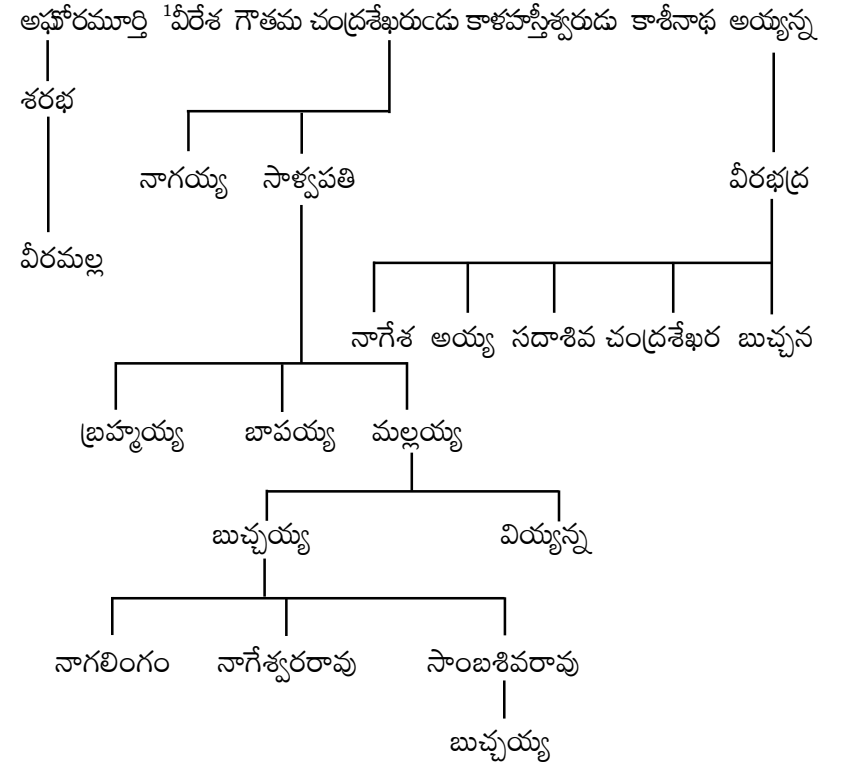 అఘోరమూర్తి ¹వీరేశ గౌతమ చంద్రశేఖరుఁడు కాళహస్తీశ్వరుడు కాశీనాథ అయ్యన్న
శరభ
నాగయ్య సాళ్వపతి వీరభద్ర
వీరమల్ల
నాగేశ అయ్య సదాశివ చంద్రశేఖర బుచ్చన
బ్రహ్మయ్య బాపయ్య మల్లయ్య
బుచ్చయ్య వియ్యన్న
నాగలింగం నాగేశ్వరరావు సాంబశివరావు
బుచ్చయ్య